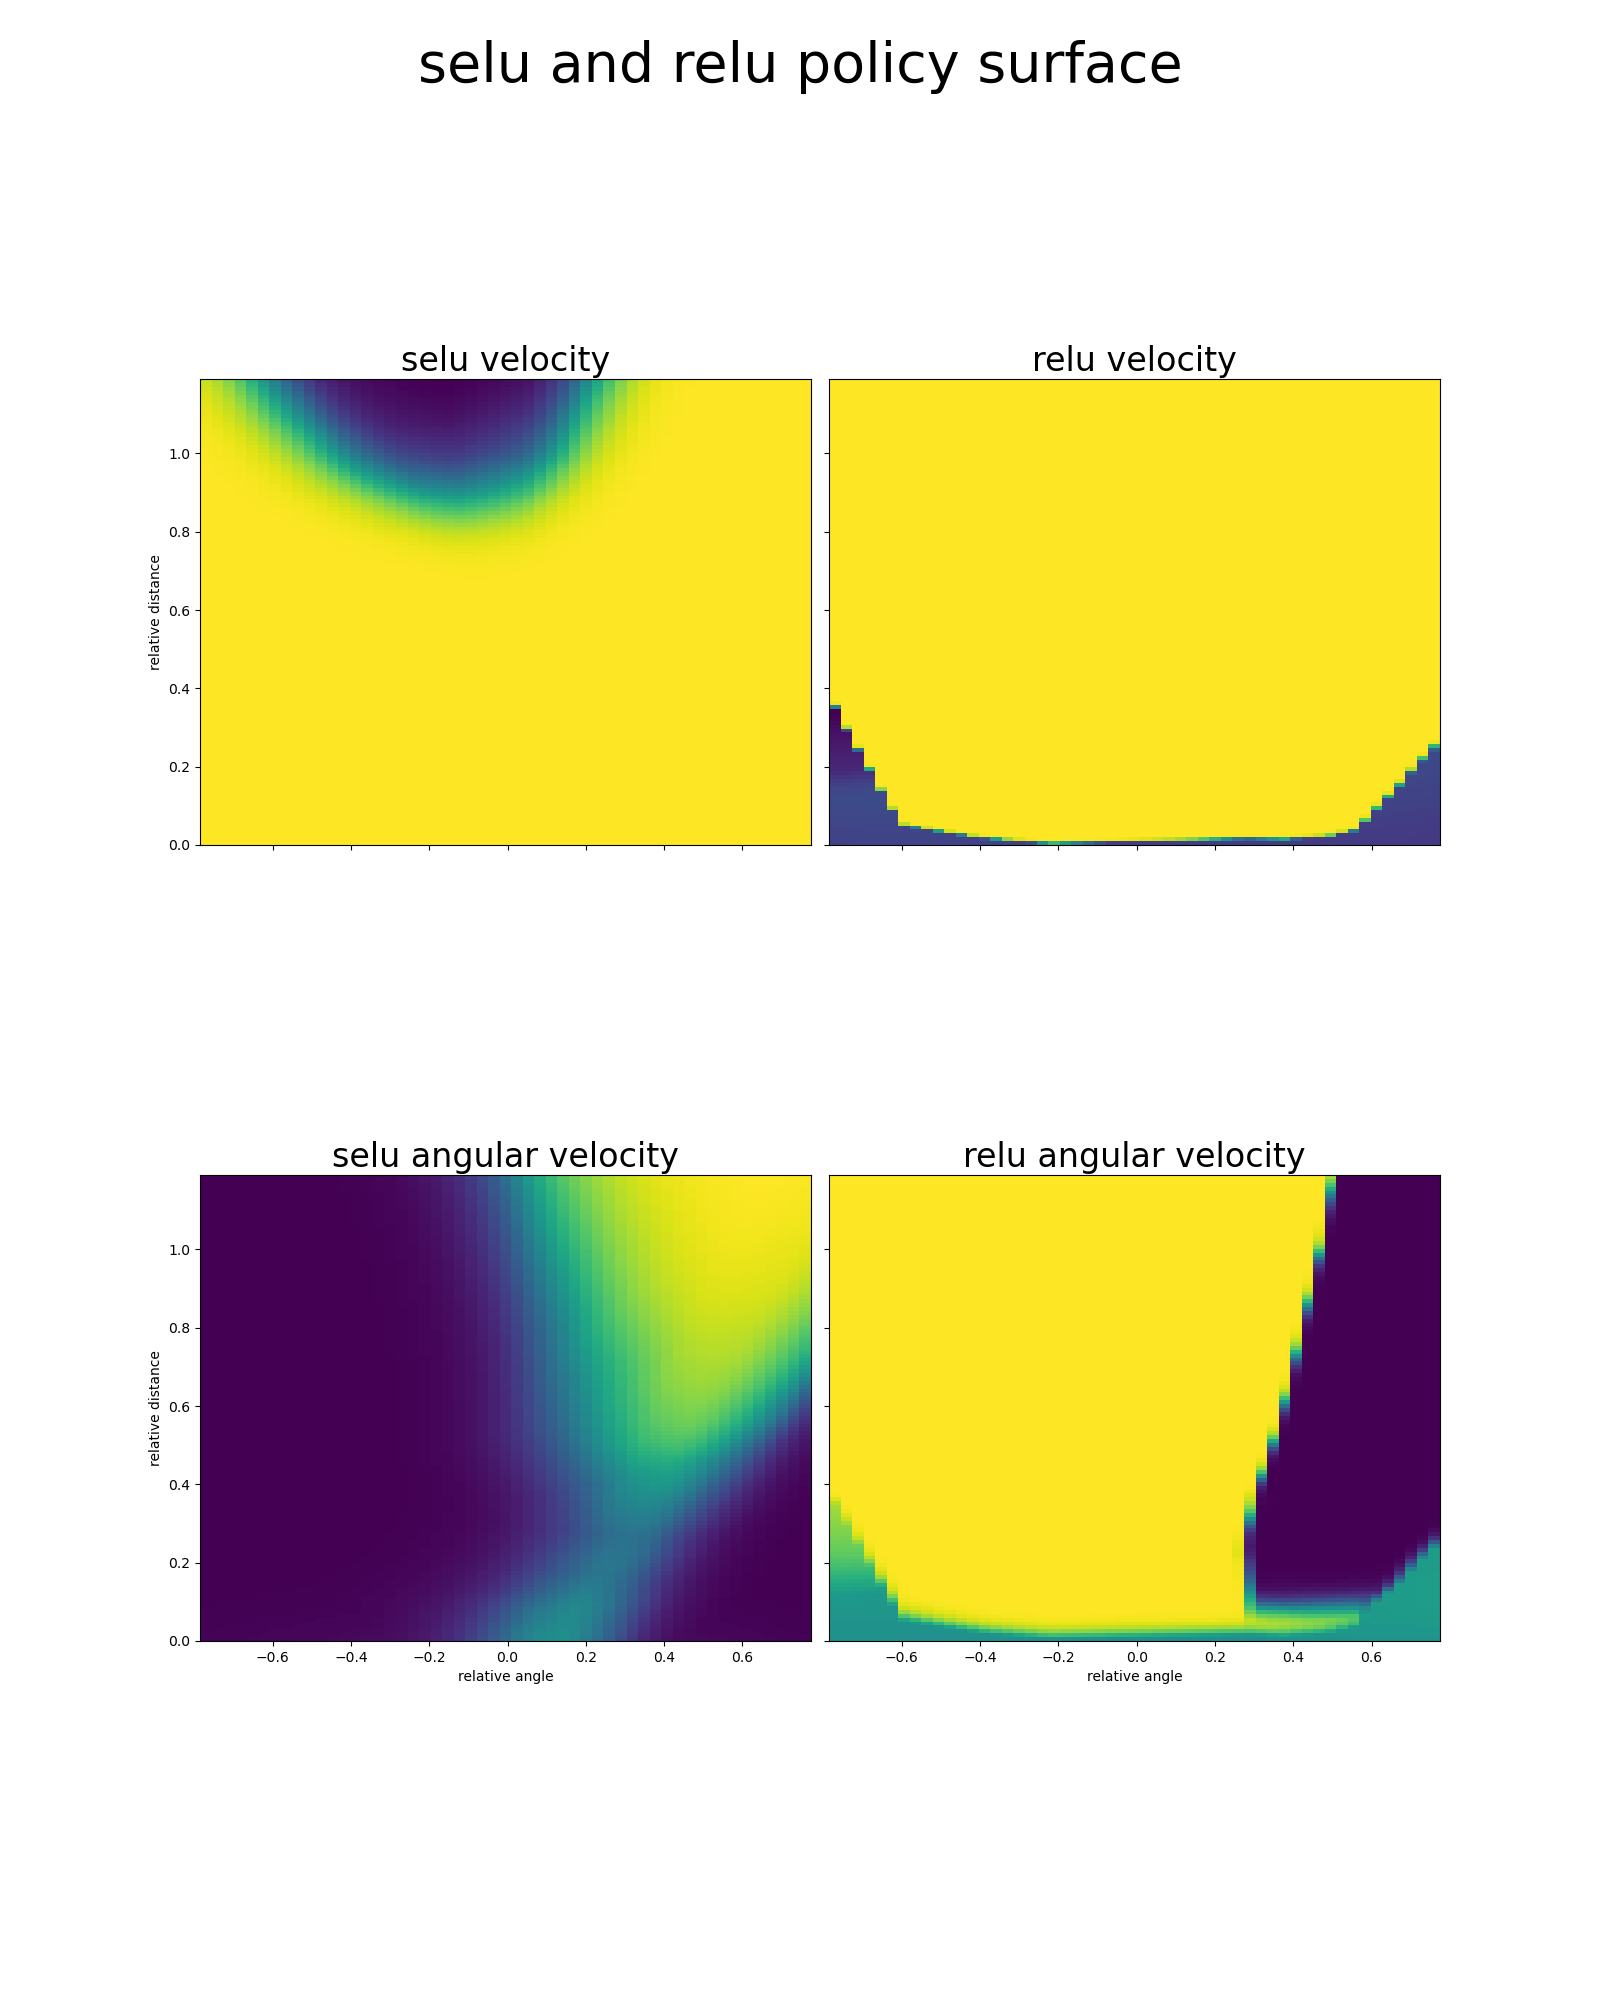 selu and relu policy surface
selu velocity
relu velocity
1.0
0.8
0.6
0.4
0.2
0.0
relative distance
selu angular velocity
relu angular velocity
1.0
0.8
0.6
0.4
0.2
0.0
relative distance
−0.6 −0.4 −0.2 0.0 0.2 0.4 0.6
relative angle
−0.6 −0.4 −0.2 0.0 0.2 0.4 0.6
relative angle